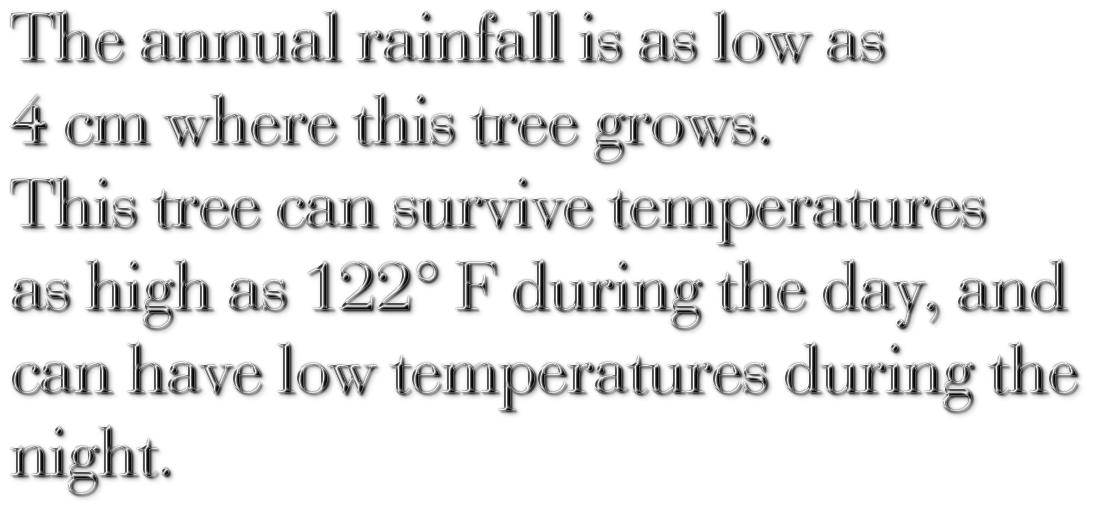 The annual rainfall is as low as
4 cm where this tree grows.
This tree can survive temperatures
as high as 122° F during the day, and
can have low temperatures during the
night.